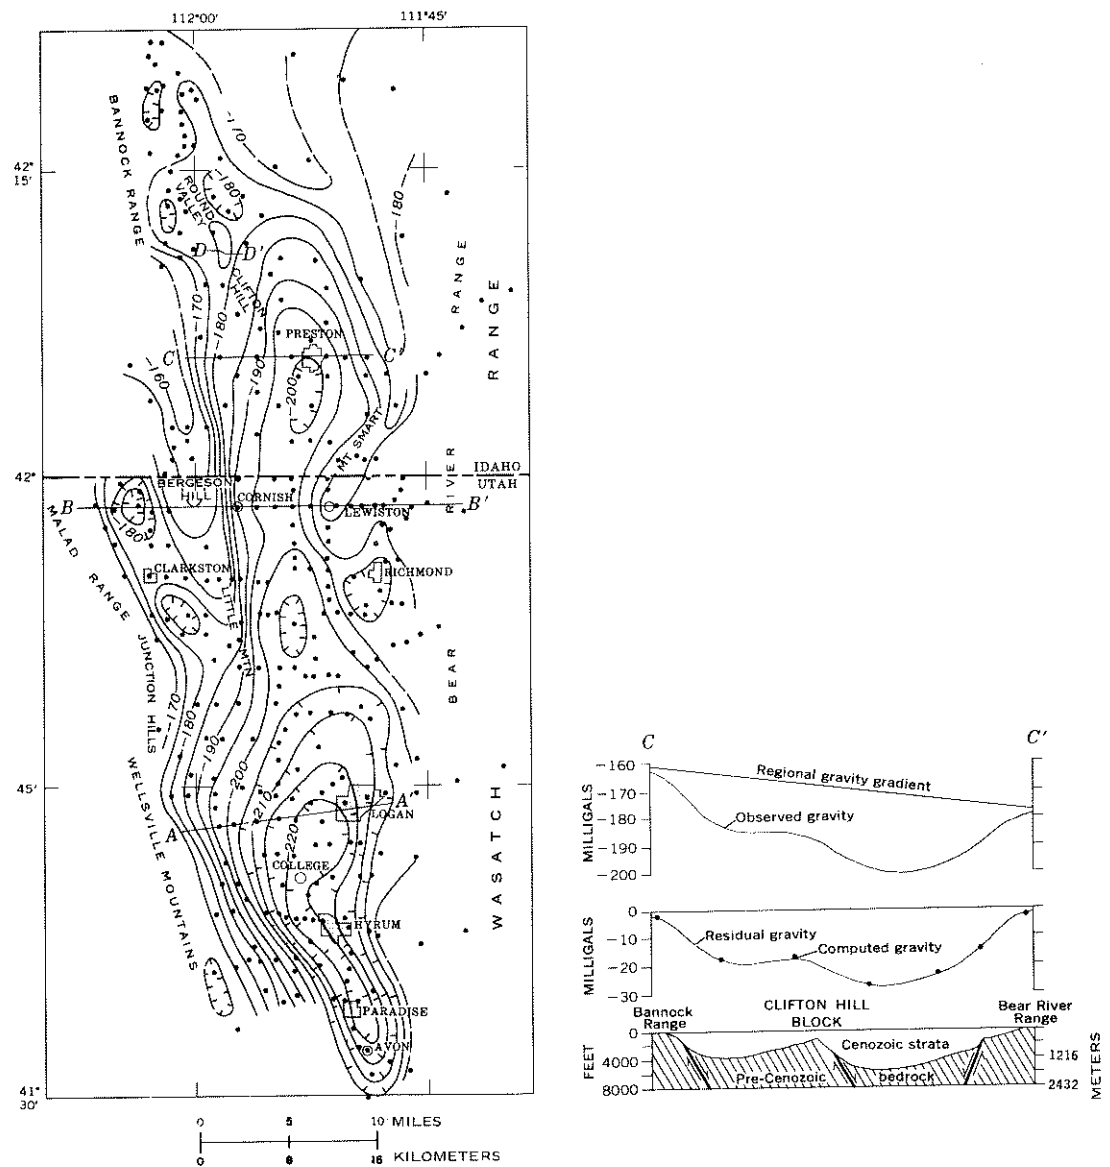 112°00' 111°45'
BANNOCK RANGE
-170
42°
15'
-180
ROUND
VALLEY
-180
D D'
CLIFTON
HILL
RANGE
RANGE
-170
-180
PRESTON
C C'
-160
-190
-200
MT SMART
42°
IDAHO
UTAH
BERGESON
HILL
CORNISH
B B'
LEWISTON
RIVER
-180
MALAD RANGE
CLARKSTON
RICHMOND
LITTLE MTN
JUNCTION HILLS
BEAR
-170
-180
-190
-200
-210
WELLSVILLE MOUNTAINS
45'
A A'
LOGAN
-220
COLLEGE
WASATCH
HYRUM
PARADISE
AVON
41°
30'
112°00' 111°45'
0 5 10 MILES
0 8 16 KILOMETERS
C C'
-160
-170
-180
-190
-200
MILLIGALS
Regional gravity gradient
Observed gravity
0
-10
-20
-30
MILLIGALS
Residual gravity
Computed gravity
Bannock
Range
CLIFTON HILL
BLOCK
Bear River
Range
0
4000
8000
FEET
Cenozoic strata
Pre-Cenozoic bedrock
1216
2432
METERS